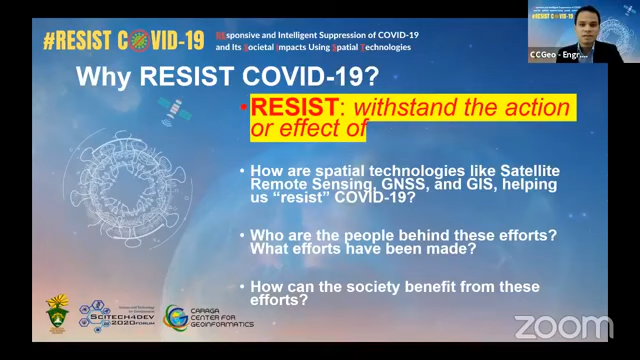 #RESIST COVID-19
REsponsive and Intelligent Suppression of COVID-19
and Its Societal Impacts Using Spatial Technologies
CCGeo - Engr...
Why RESIST COVID-19?
• RESIST: withstand the action
or effect of
• How are spatial technologies like Satellite
Remote Sensing, GNSS, and GIS, helping
us “resist” COVID-19?
• Who are the people behind these efforts?
What efforts have been made?
• How can the society benefit from these
efforts?
SCITECH4DEV
2020FORUM
CARAGA
CENTER FOR
GEOINFORMATICS
zoom